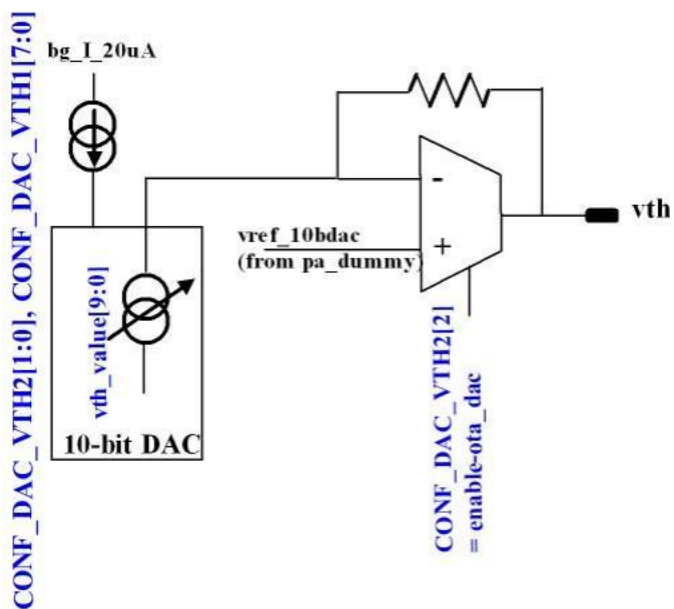 CONF_DAC_VTH2[1:0], CONF_DAC_VTH1[7:0]
bg_I_20uA
vth_value[9:0]
10-bit DAC
-
vref_10bdac
+
(from pa_dummy)
vth
CONF_DAC_VTH2[2]
= enable-ota_dac